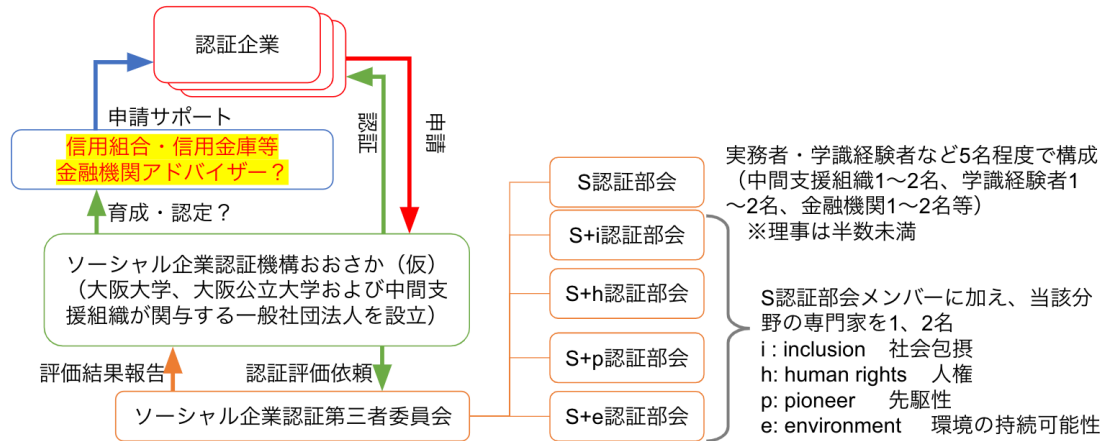 認証企業
申請サポート
認証
申請
信用組合・信用金庫等
金融機関アドバイザー？
育成・認定？
ソーシャル企業認証機構おおさか（仮）
（大阪大学、大阪公立大学および中間支
援組織が関与する一般社団法人を設立）
評価結果報告
認証評価依頼
ソーシャル企業認証第三者委員会
S認証部会
S+i認証部会
S+h認証部会
S+p認証部会
S+e認証部会
実務者・学識経験者など5名程度で構成
（中間支援組織1〜2名、学識経験者1
〜2名、金融機関1〜2名等）
※理事は半数未満
S認証部会メンバーに加え、当該分
野の専門家を1、2名
i : inclusion　社会包摂
h: human rights　人権
p: pioneer　先駆性
e: environment　環境の持続可能性